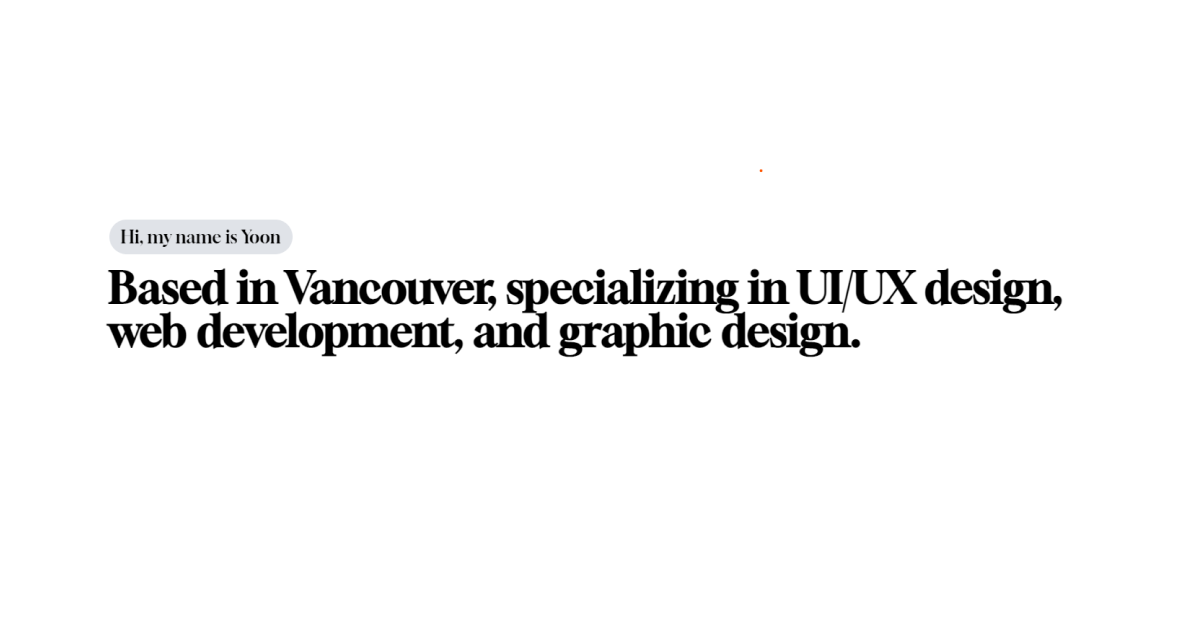 Hi, my name is Yoon
Based in Vancouver, specializing in UI/UX design,
web development, and graphic design.